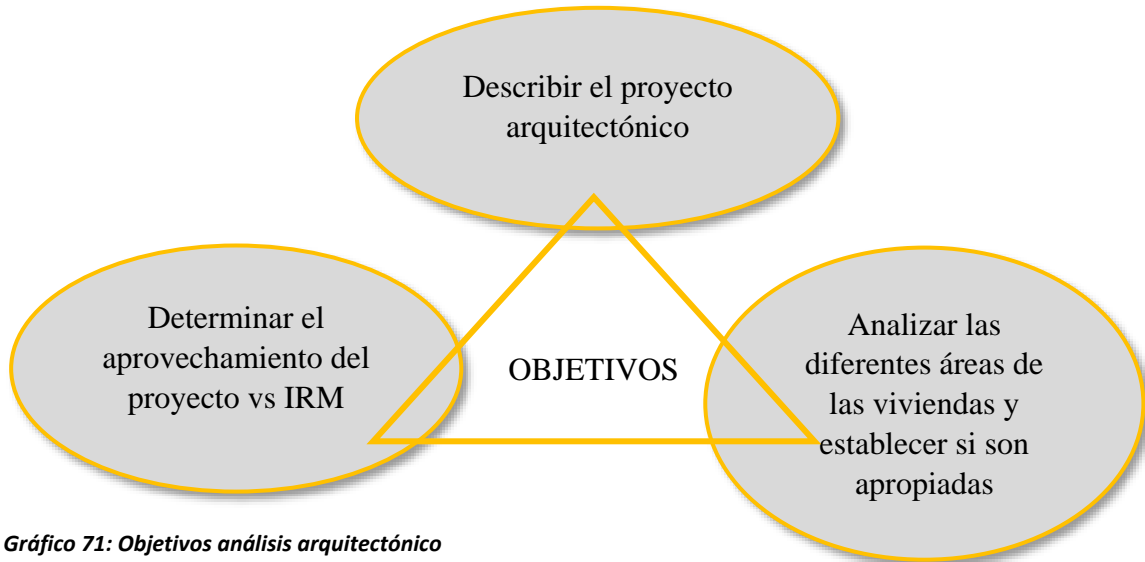 Describir el proyecto
arquitectónico
Determinar el
aprovechamiento del
proyecto vs IRM
OBJETIVOS
Analizar las
diferentes áreas de
las viviendas y
establecer si son
apropiadas
Gráfico 71: Objetivos análisis arquitectónico